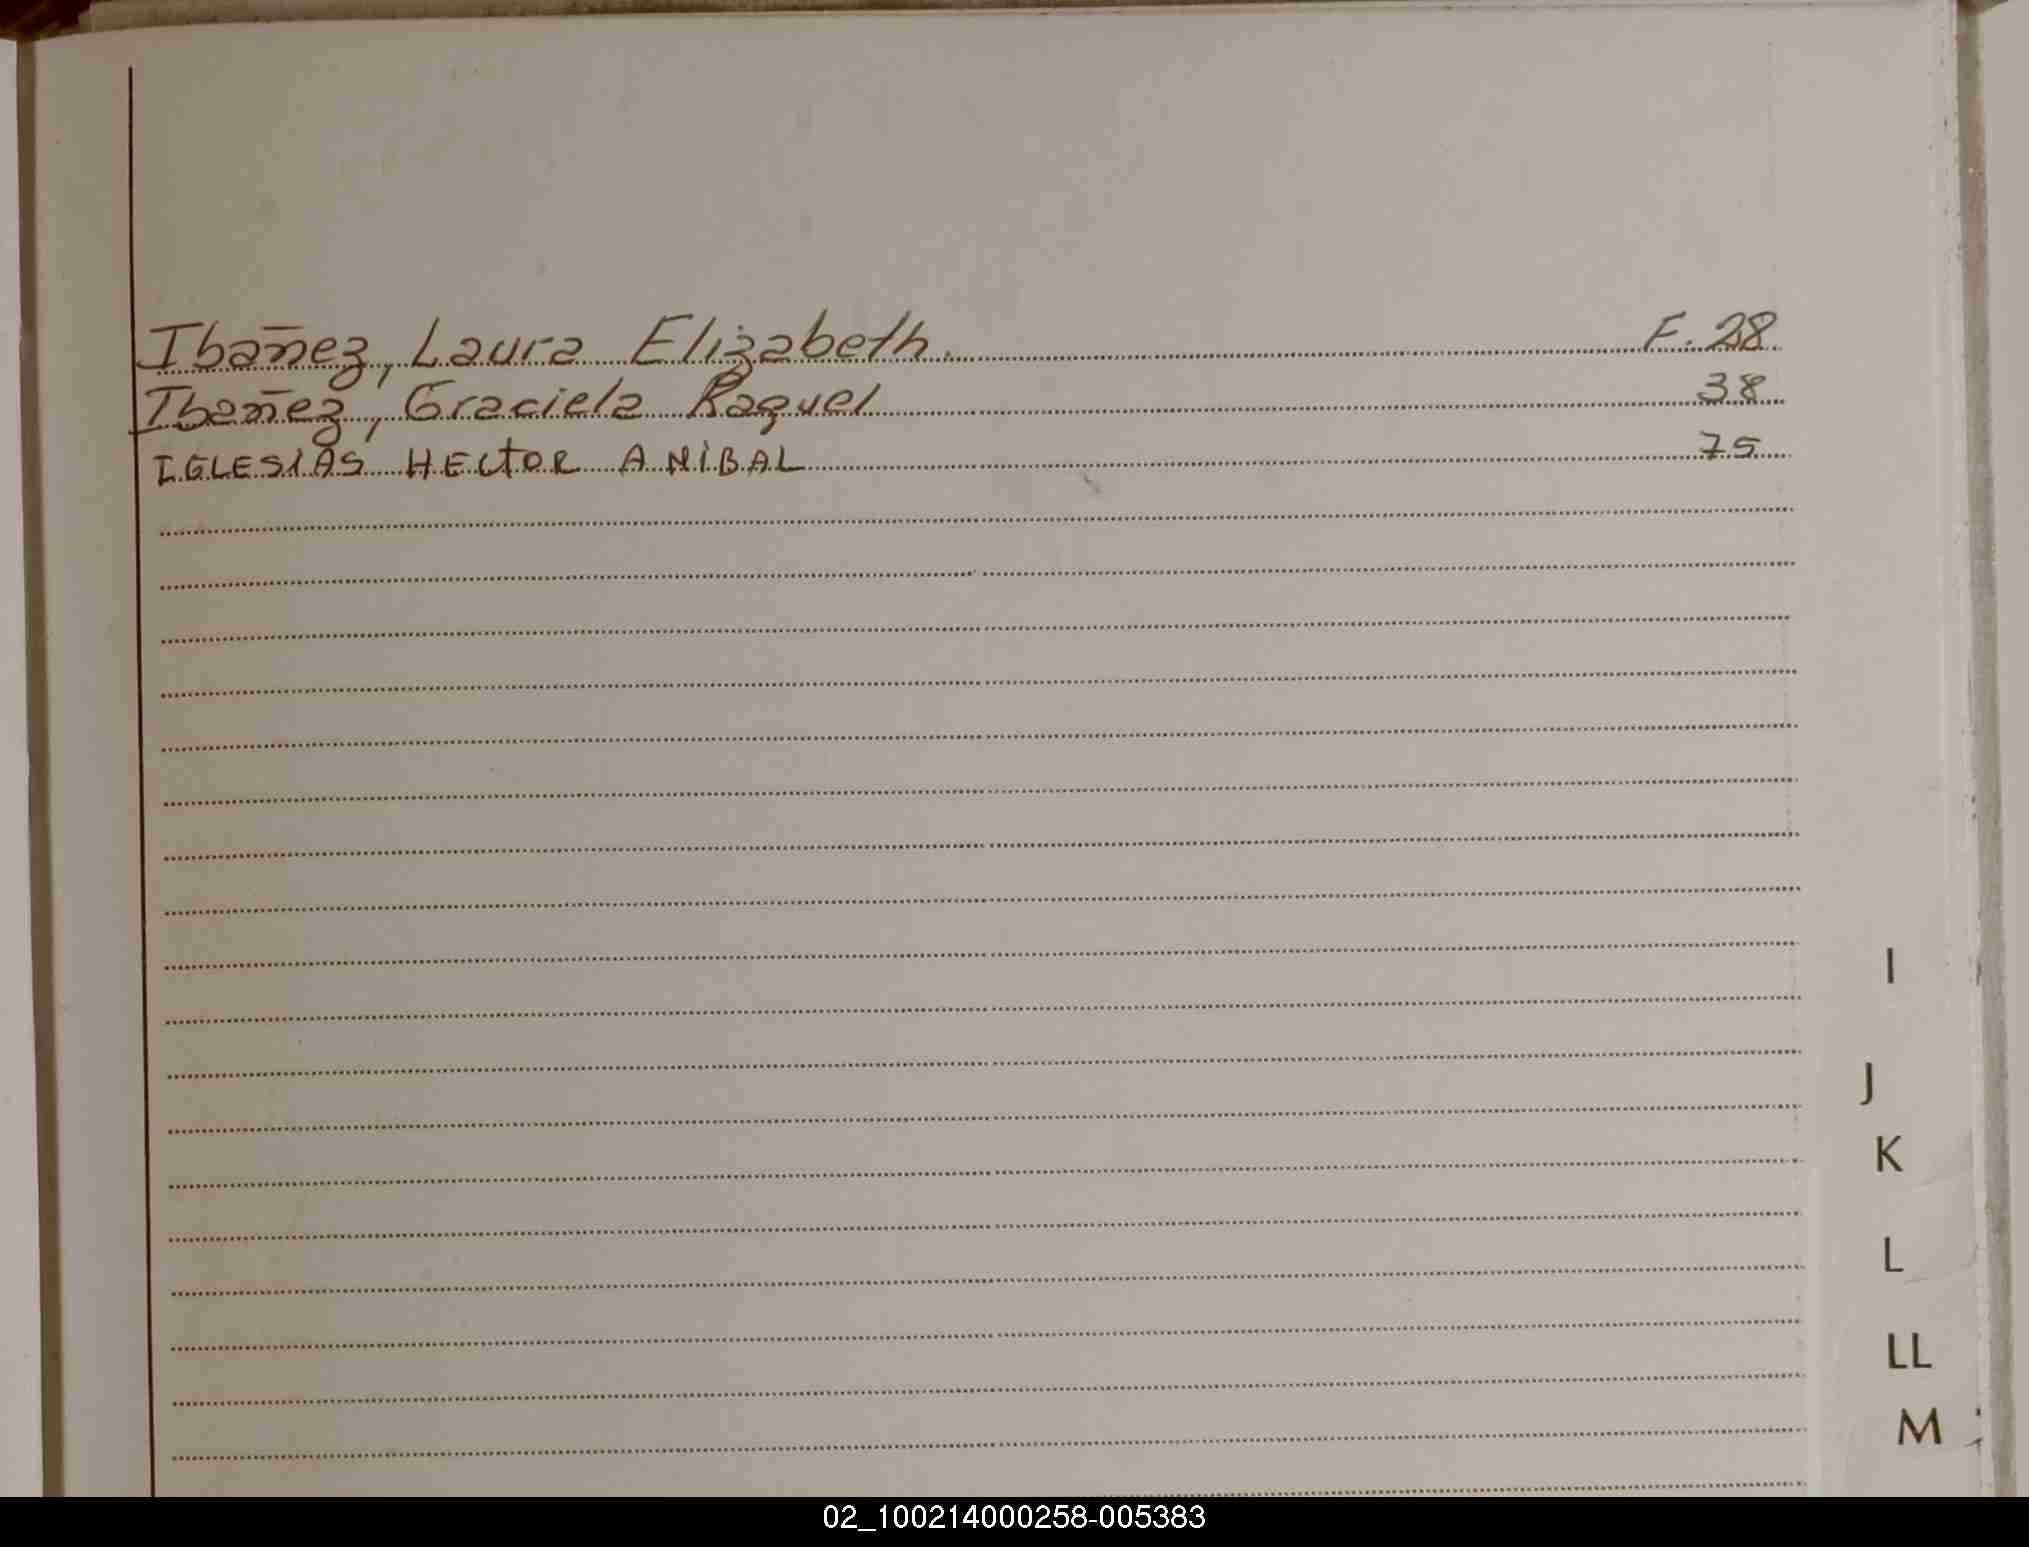 Ibañez, Laura Elizabeth. F. 28
Ibañez, Graciela Raquel 38
IGLESIAS HECtOR ANIBAL 75
I
J
K
L
LL
M
02_100214000258-005383